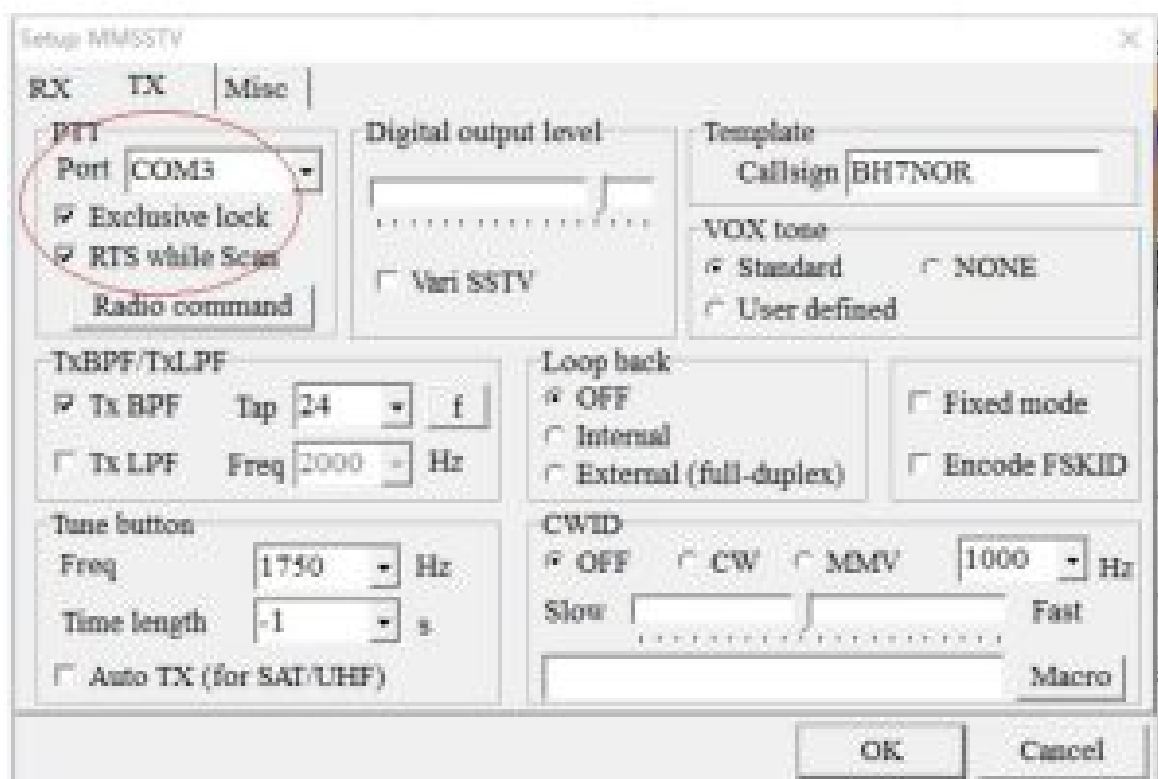 Setup MMSSTV
RX TX Misc
PTT
Port COM3
Exclusive lock
RTS while Scan
Radio command
Digital output level
Vari SSTV
Template
Callsign BH7NOR
VOX tone
Standard NONE
User defined
TxBPF/TxLPF
Tx BPF Tap 24 f
Tx LPF Freq 2000 Hz
Loop back
OFF
Internal
External (full-duplex)
Fixed mode
Encode FSKID
Tune button
Freq 1750 Hz
Time length -1 s
Auto TX (for SAT/UHF)
CWID
OFF CW MMV 1000 Hz
Slow Fast
Macro
OK Cancel